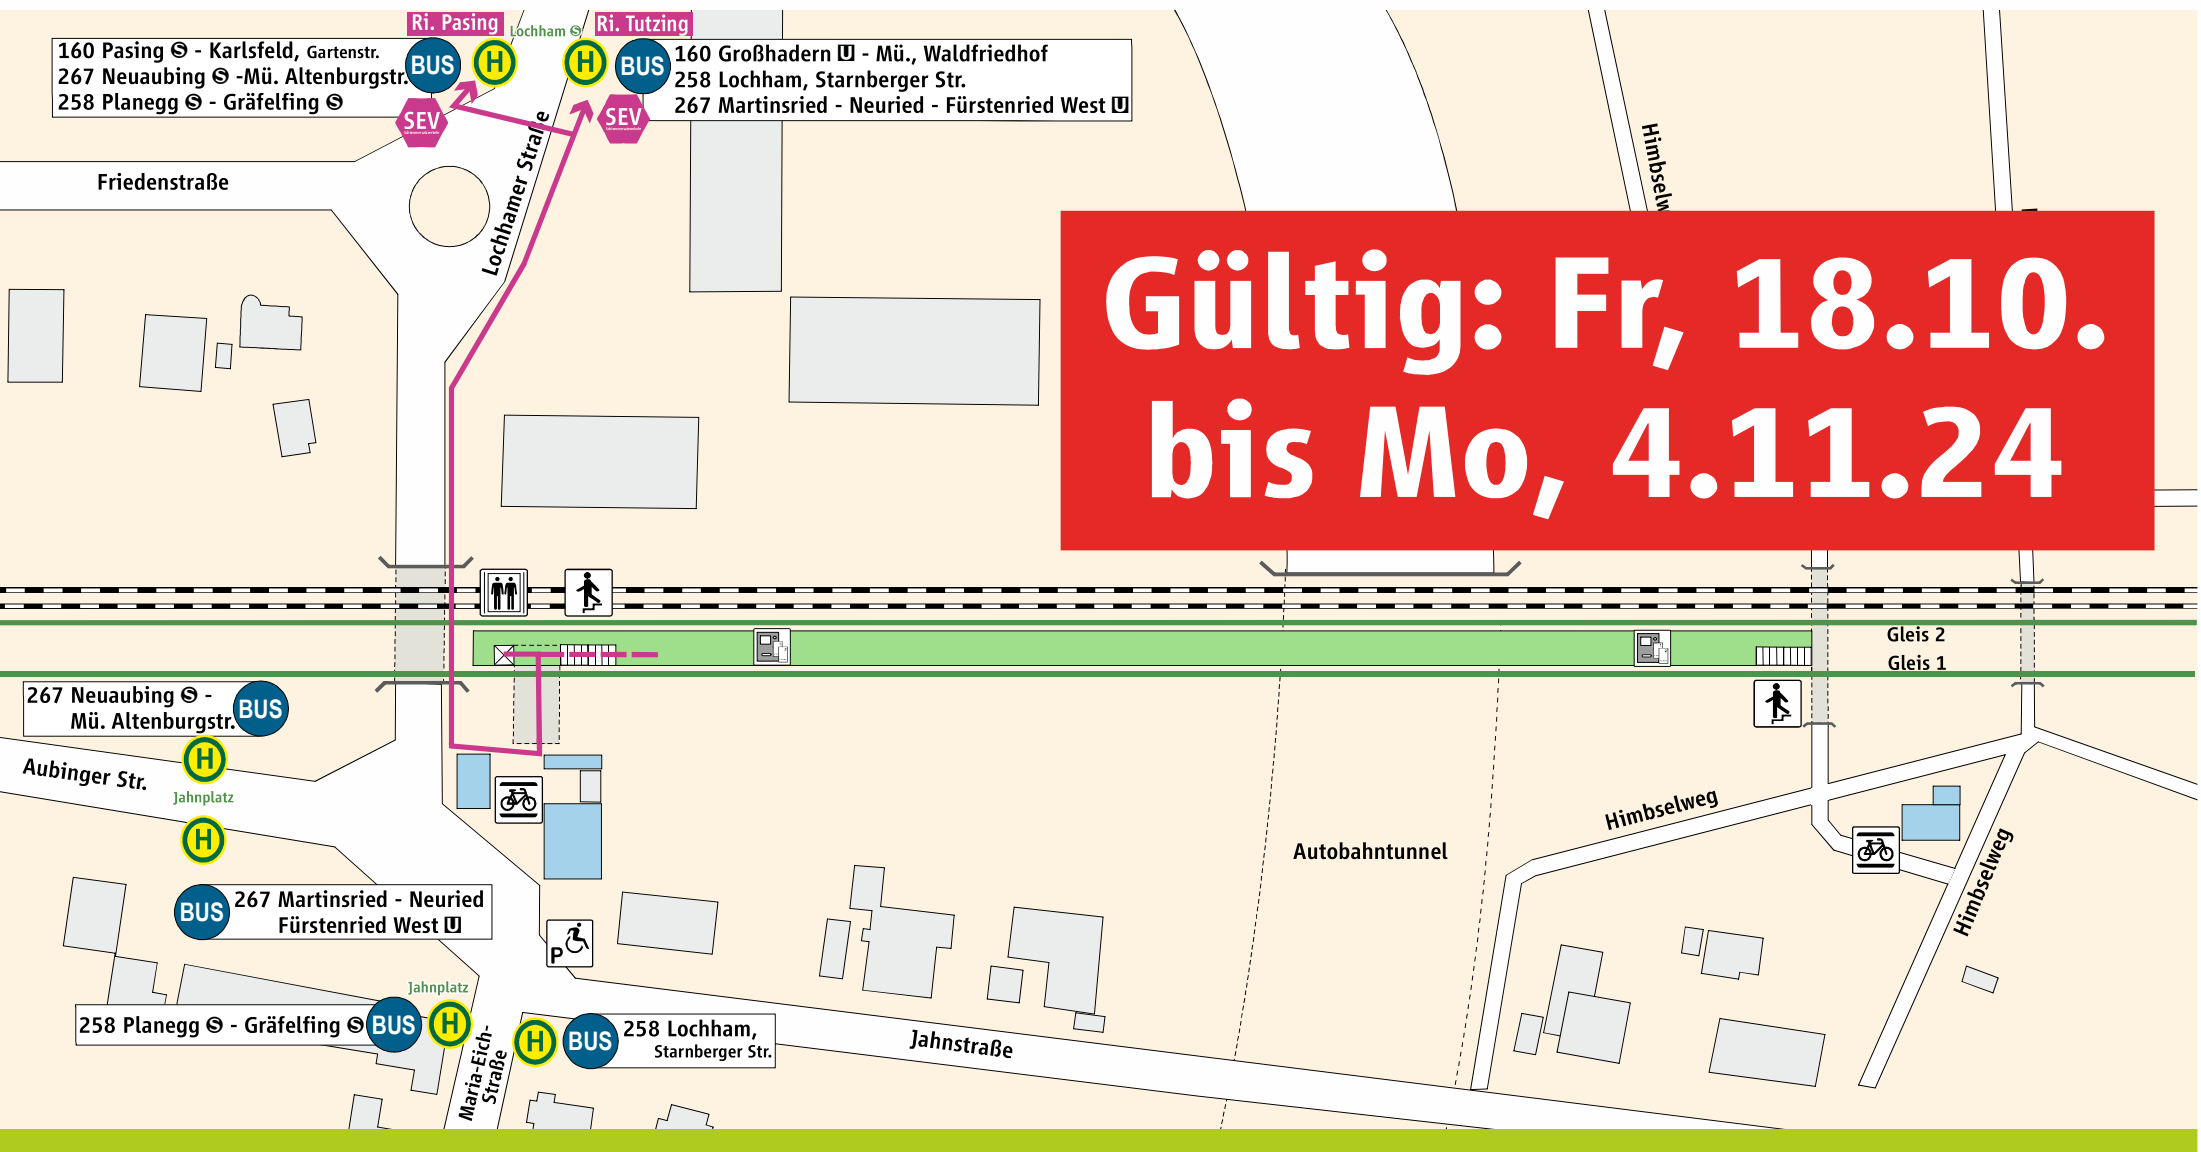 Ri. Pasing
Lochham S
Ri. Tutzing
160 Pasing S - Karlsfeld, Gartenstr.
267 Neuaubing S -Mü. Altenburgstr.
258 Planegg S - Gräfelfing S
BUS
H
SEV
H
BUS
SEV
160 Großhadern U - Mü., Waldfriedhof
258 Lochham, Starnberger Str.
267 Martinsried - Neuried - Fürstenried West U
Friedenstraße
Lochhamer Straße
Himbselw
Gültig: Fr, 18.10.
bis Mo, 4.11.24
Gleis 2
Gleis 1
267 Neuaubing S -
Mü. Altenburgstr.
BUS
H
Aubinger Str.
Jahnplatz
H
BUS
267 Martinsried - Neuried
Fürstenried West U
P
Autobahntunnel
Himbselweg
Himbselweg
Jahnplatz
258 Planegg S - Gräfelfing S
BUS
H
Maria-Eich-
Straße
H
BUS
258 Lochham,
Starnberger Str.
Jahnstraße